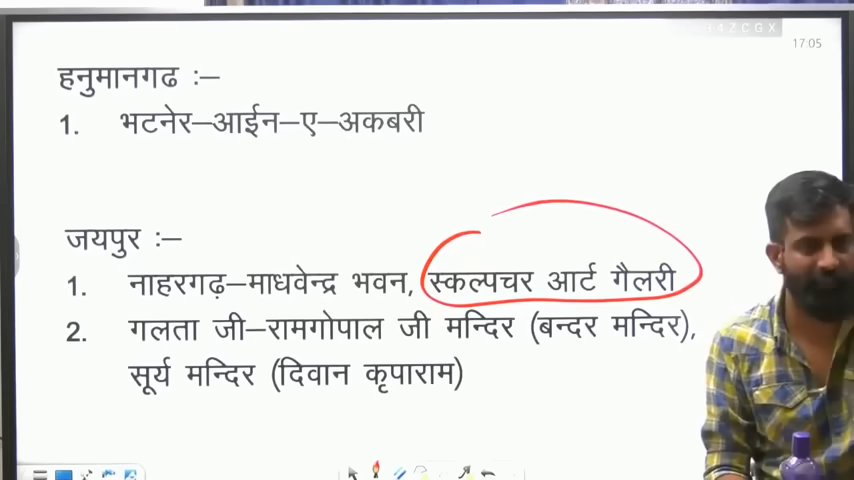 4ZCGX
17:05
हनुमानगढ :–
1. भटनेर–आईन–ए–अकबरी
जयपुर :–
1. नाहरगढ़–माधवेन्द्र भवन, स्कल्पचर आर्ट गैलरी
2. गलता जी–रामगोपाल जी मन्दिर (बन्दर मन्दिर),
सूर्य मन्दिर (दिवान कृपाराम)